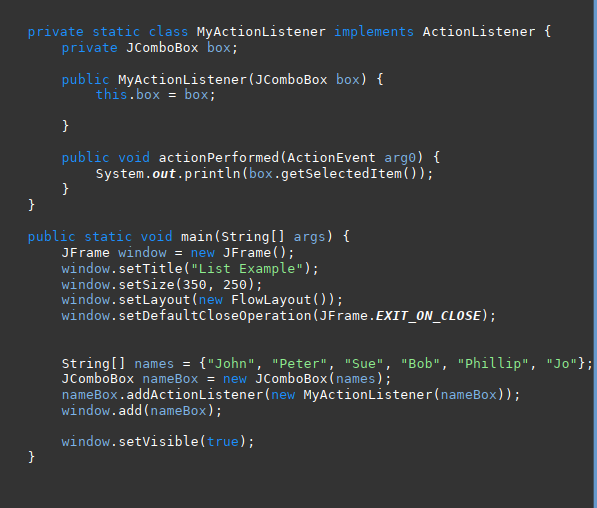 private static class MyActionListener implements ActionListener {
private JComboBox box;
public MyActionListener(JComboBox box) {
this.box = box;
}
public void actionPerformed(ActionEvent arg0) {
System.out.println(box.getSelectedItem());
}
}
public static void main(String[] args) {
JFrame window = new JFrame();
window.setTitle("List Example");
window.setSize(350, 250);
window.setLayout(new FlowLayout());
window.setDefaultCloseOperation(JFrame.EXIT_ON_CLOSE);
String[] names = {"John", "Peter", "Sue", "Bob", "Phillip", "Jo"};
JComboBox nameBox = new JComboBox(names);
nameBox.addActionListener(new MyActionListener(nameBox));
window.add(nameBox);
window.setVisible(true);
}